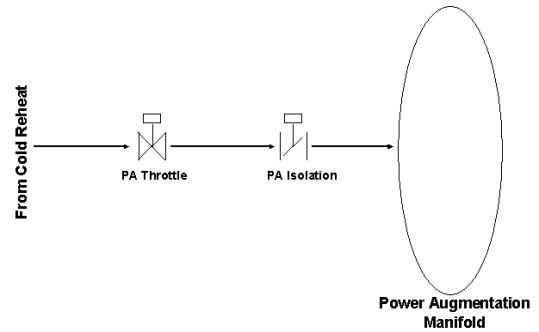 From Cold Reheat
PA Throttle
PA Isolation
Power Augmentation
Manifold